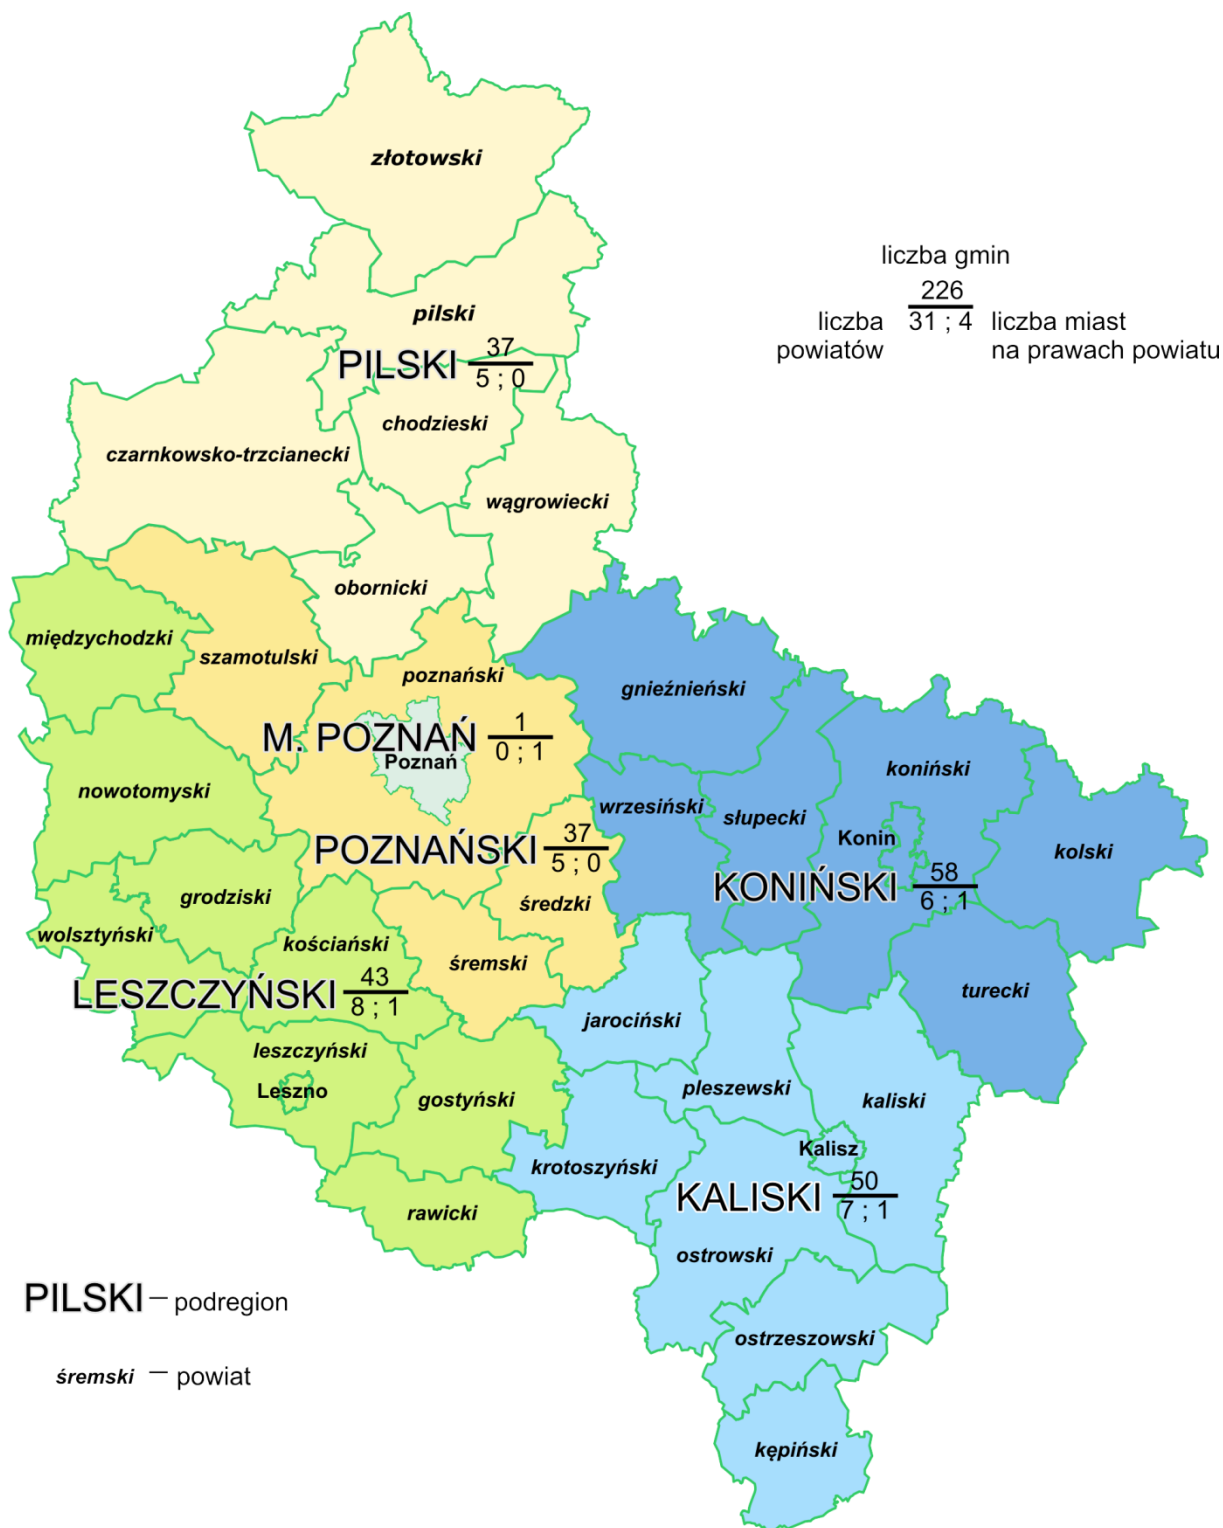 złotowski
liczba gmin
226
31 ; 4
liczba
powiatów
liczba miast
na prawach powiatu
pilski
PILSKI
37
5 ; 0
chodzieski
czarnkowsko-trzcianecki
wągrowiecki
obornicki
międzychodzki
szamotulski
poznański
gnieźnieński
M. POZNAŃ
1
0 ; 1
Poznań
koniński
nowotomyski
wrzesiński
słupecki
Konin
kolski
POZNAŃSKI
37
5 ; 0
KONIŃSKI
58
6 ; 1
grodziski
średzki
wolsztyński
kościański
śremski
LESZCZYŃSKI
43
8 ; 1
turecki
jarociński
leszczyński
Leszno
gostyński
pleszewski
kaliski
Kalisz
krotoszyński
KALISKI
50
7 ; 1
rawicki
ostrowski
PILSKI – podregion
ostrzeszowski
śremski – powiat
kępiński